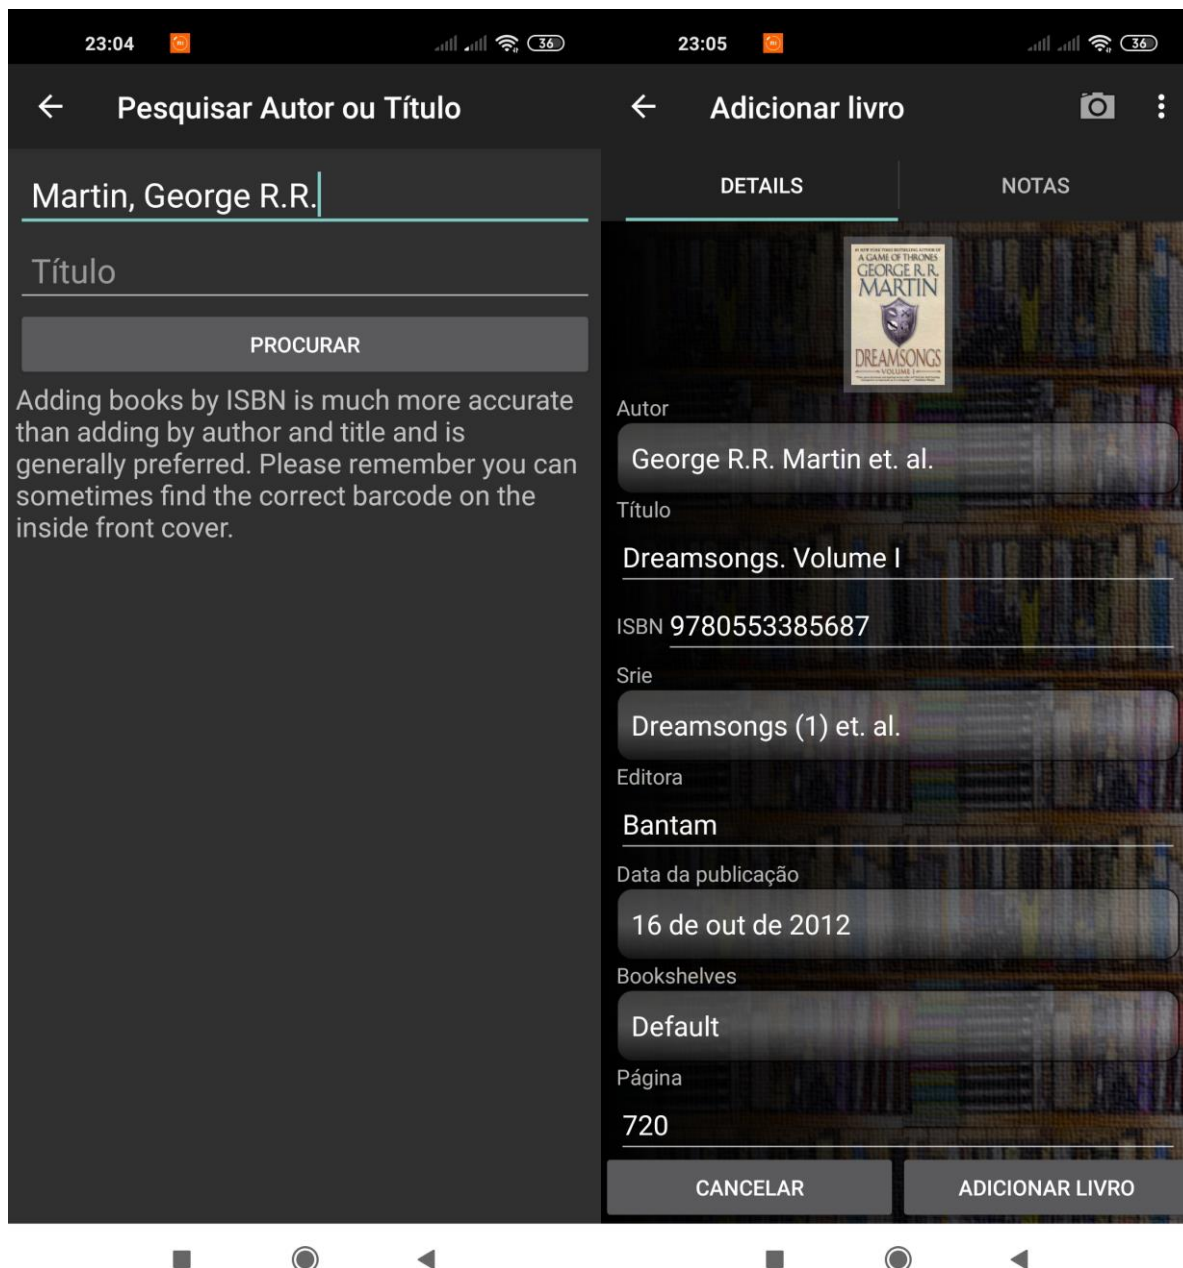 23:04
36
Pesquisar Autor ou Título
Martin, George R.R.
Título
PROCURAR
Adding books by ISBN is much more accurate
than adding by author and title and is
generally preferred. Please remember you can
sometimes find the correct barcode on the
inside front cover.
23:05
36
Adicionar livro
DETAILS
NOTAS
A GAME OF THRONES
GEORGE R. R.
MARTIN
DREAMSONGS
VOLUME I
Autor
George R.R. Martin et. al.
Título
Dreamsongs. Volume I
ISBN 9780553385687
Srie
Dreamsongs (1) et. al.
Editora
Bantam
Data da publicação
16 de out de 2012
Bookshelves
Default
Página
720
CANCELAR
ADICIONAR LIVRO